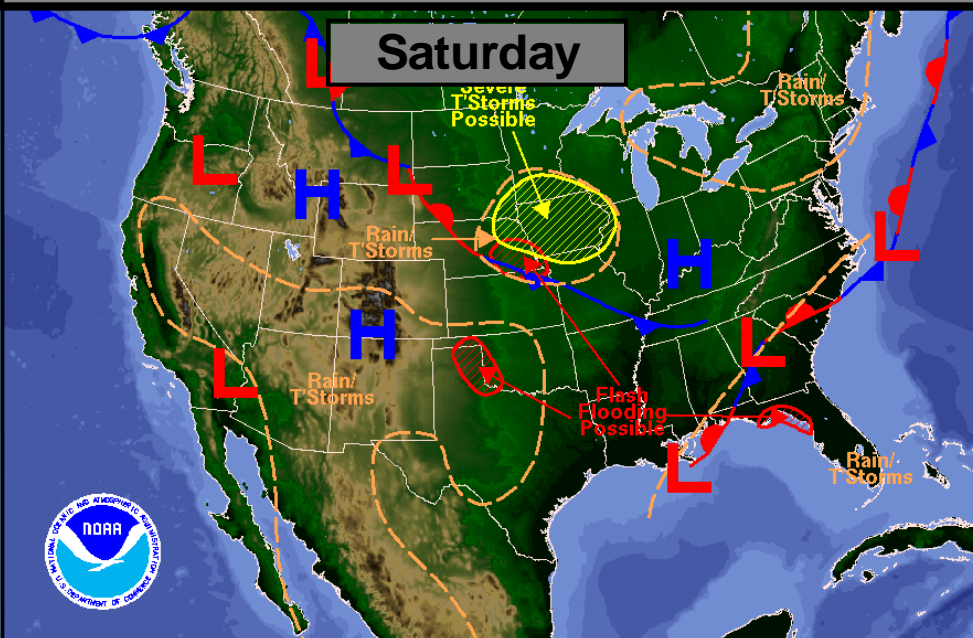 Saturday
L
Severe
T'Storms
Possible
Rain/
T'Storms
L
L
H
Rain/
T'Storms
L
H
H
L
L
Rain/
T'Storms
Flash
Flooding
Possible
L
Rain/
T'Storms
NOAA
NATIONAL OCEANIC AND ATMOSPHERIC ADMINISTRATION
U.S. DEPARTMENT OF COMMERCE